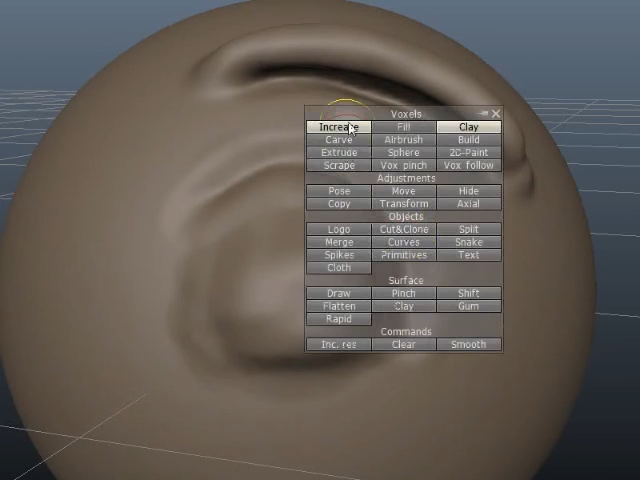 Voxels
Increase Fill Clay
Carve Airbrush Build
Extrude Sphere 2D-Paint
Scrape Vox pinch Vox follow
Adjustments
Pose Move Hide
Copy Transform Axial
Objects
Logo Cut&Clone Split
Merge Curves Snake
Spikes Primitives Text
Cloth
Surface
Draw Pinch Shift
Flatten Clay Gum
Rapid
Commands
Inc. res Clear Smooth